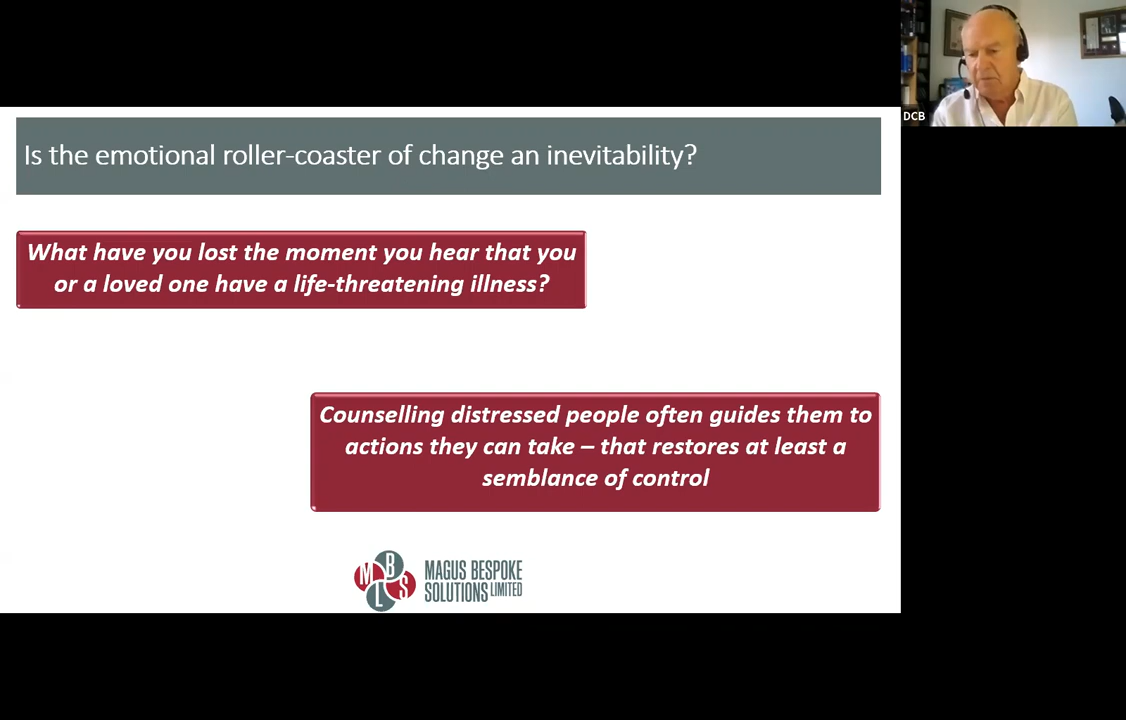 DCB
Is the emotional roller-coaster of change an inevitability?
What have you lost the moment you hear that you
or a loved one have a life-threatening illness?
Counselling distressed people often guides them to
actions they can take – that restores at least a
semblance of control
M B L S
MAGUS BESPOKE
SOLUTIONS LIMITED